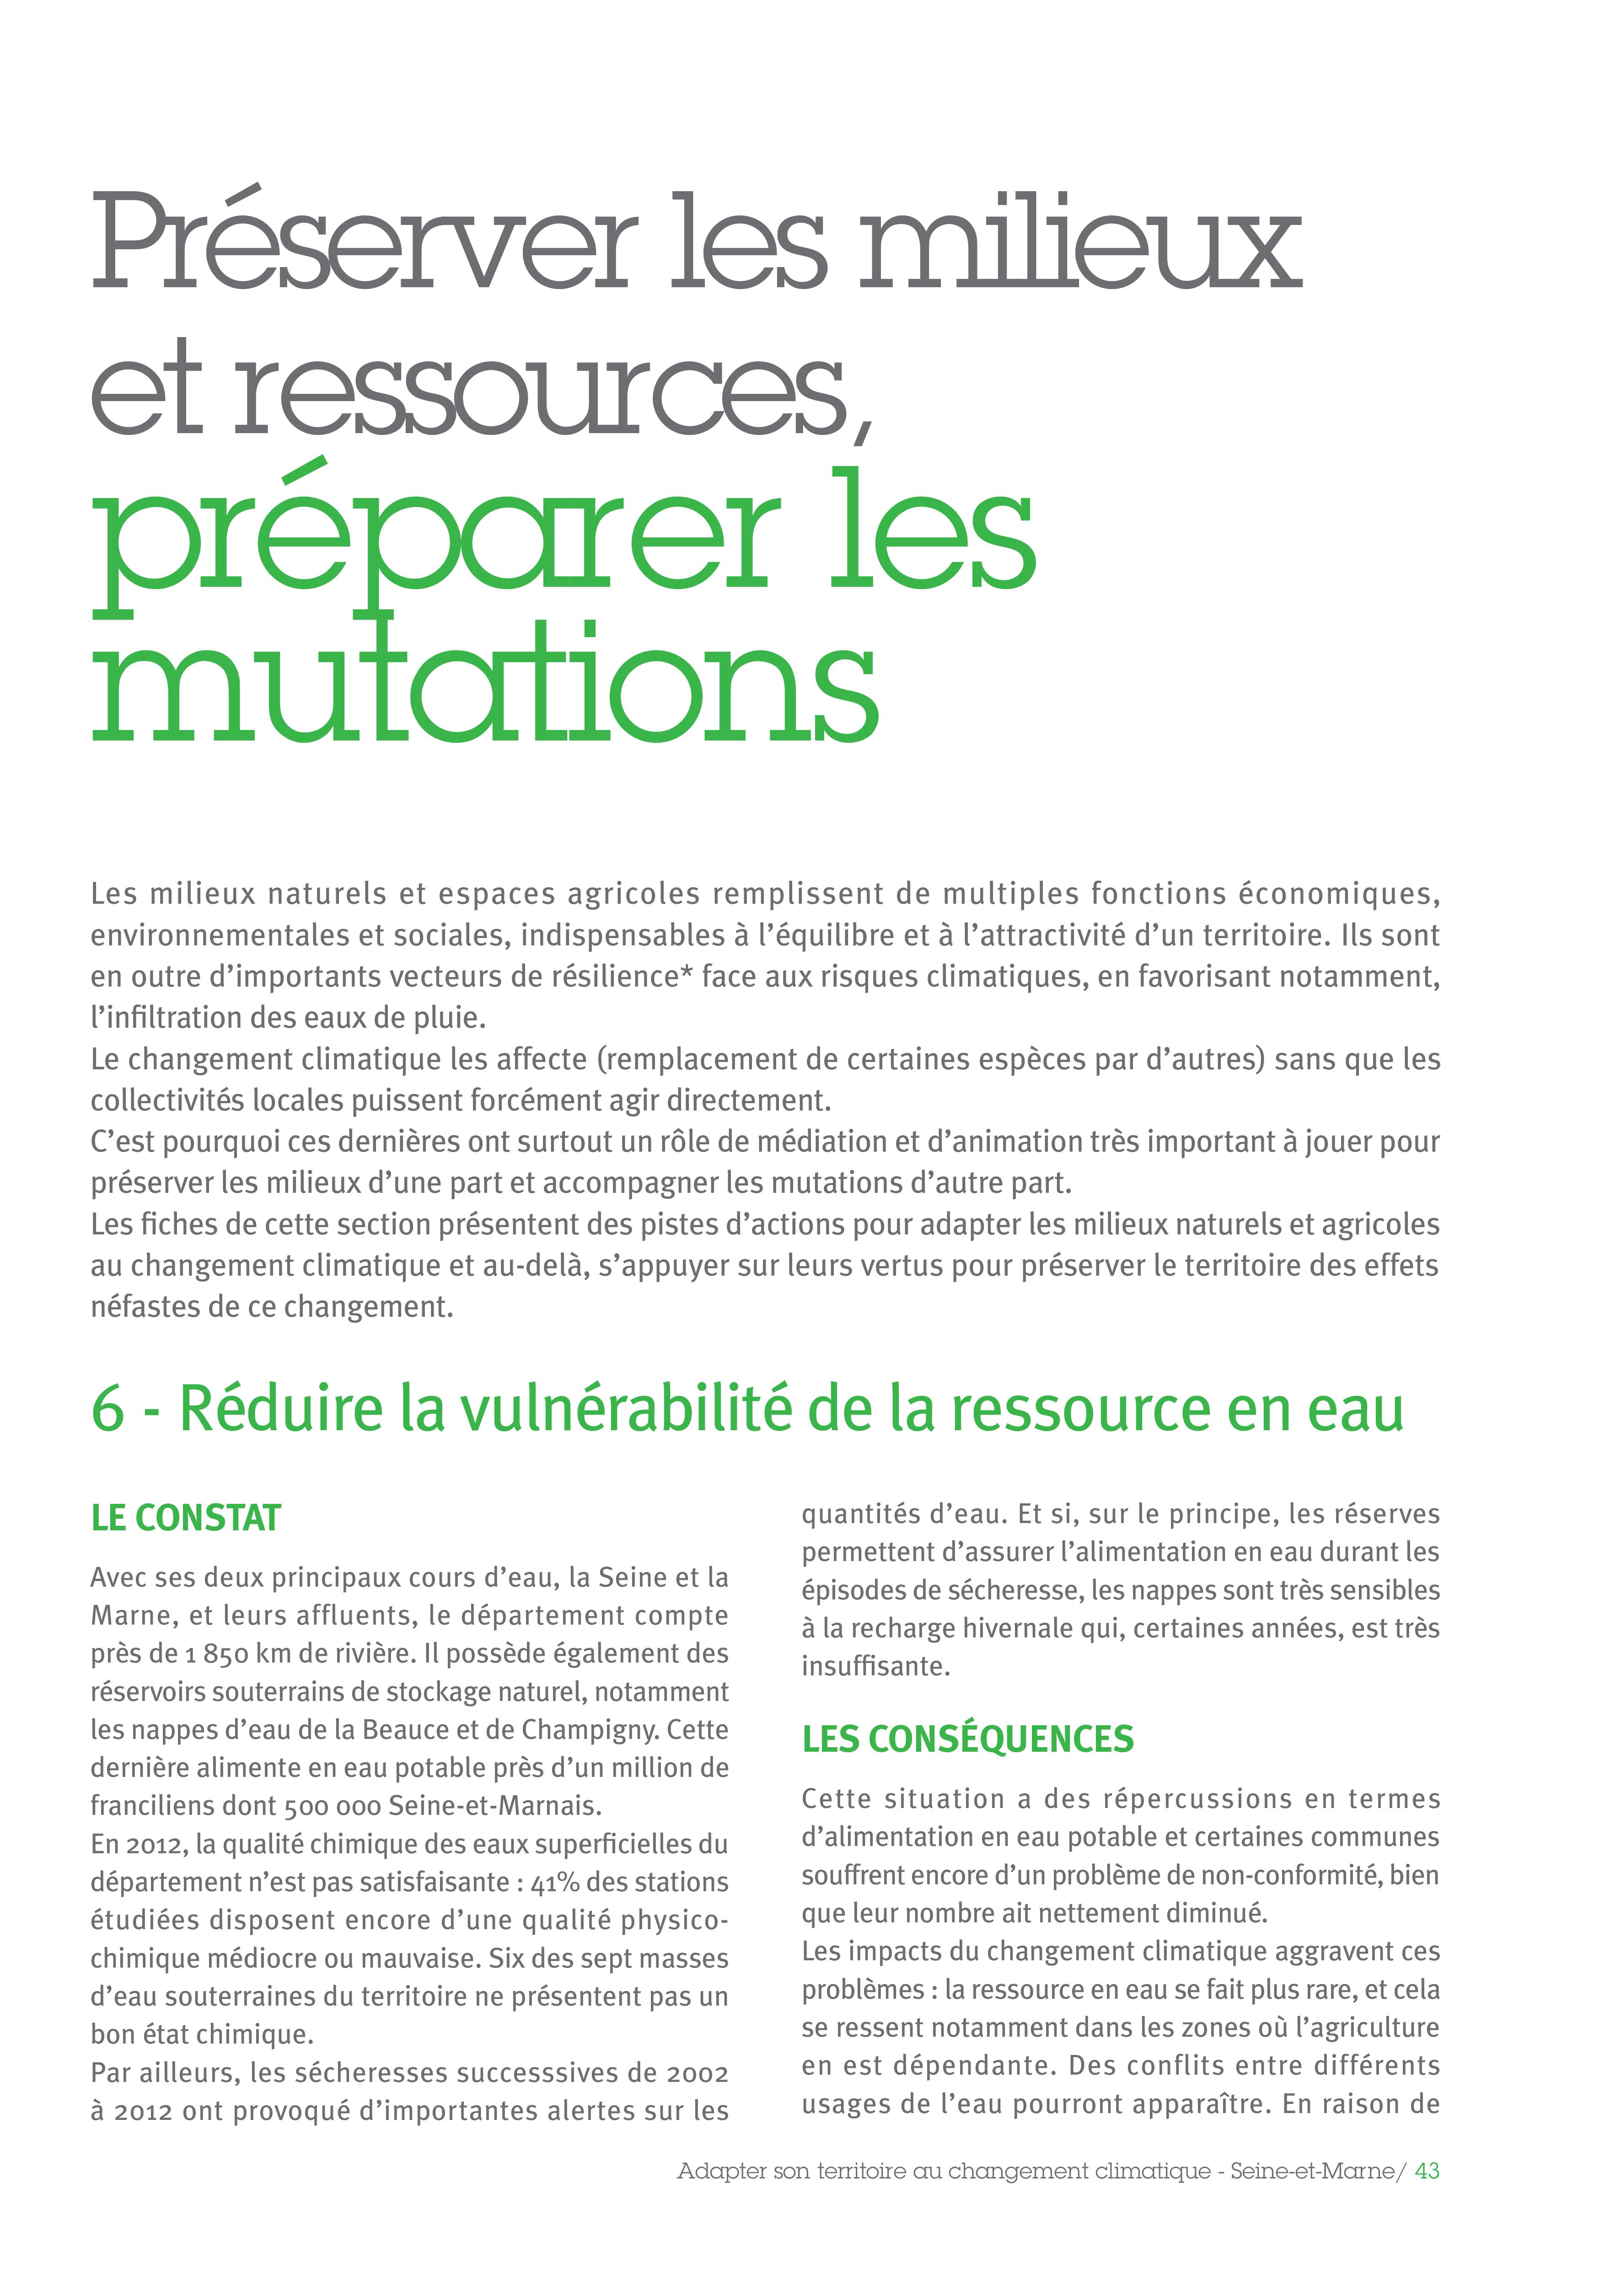 Préserver les milieux
et ressources,
préparer les
mutations
Les milieux naturels et espaces agricoles remplissent de multiples fonctions économiques,
environnementales et sociales, indispensables à l’équilibre et à l’attractivité d’un territoire. Ils sont
en outre d’importants vecteurs de résilience* face aux risques climatiques, en favorisant notamment,
l’infiltration des eaux de pluie.
Le changement climatique les affecte (remplacement de certaines espèces par d’autres) sans que les
collectivités locales puissent forcément agir directement.
C’est pourquoi ces dernières ont surtout un rôle de médiation et d’animation très important à jouer pour
préserver les milieux d’une part et accompagner les mutations d’autre part.
Les fiches de cette section présentent des pistes d’actions pour adapter les milieux naturels et agricoles
au changement climatique et au-delà, s’appuyer sur leurs vertus pour préserver le territoire des effets
néfastes de ce changement.
6 - Réduire la vulnérabilité de la ressource en eau
LE CONSTAT
Avec ses deux principaux cours d’eau, la Seine et la
Marne, et leurs affluents, le département compte
près de 1 850 km de rivière. Il possède également des
réservoirs souterrains de stockage naturel, notamment
les nappes d’eau de la Beauce et de Champigny. Cette
dernière alimente en eau potable près d’un million de
franciliens dont 500 000 Seine-et-Marnais.
En 2012, la qualité chimique des eaux superficielles du
département n’est pas satisfaisante : 41% des stations
étudiées disposent encore d’une qualité physico-
chimique médiocre ou mauvaise. Six des sept masses
d’eau souterraines du territoire ne présentent pas un
bon état chimique.
Par ailleurs, les sécheresses successsives de 2002
à 2012 ont provoqué d’importantes alertes sur les
quantités d’eau. Et si, sur le principe, les réserves
permettent d’assurer l’alimentation en eau durant les
épisodes de sécheresse, les nappes sont très sensibles
à la recharge hivernale qui, certaines années, est très
insuffisante.
LES CONSÉQUENCES
Cette situation a des répercussions en termes
d’alimentation en eau potable et certaines communes
souffrent encore d’un problème de non-conformité, bien
que leur nombre ait nettement diminué.
Les impacts du changement climatique aggravent ces
problèmes : la ressource en eau se fait plus rare, et cela
se ressent notamment dans les zones où l’agriculture
en est dépendante. Des conflits entre différents
usages de l’eau pourront apparaître. En raison de
Adapter son territoire au changement climatique - Seine-et-Marne/ 43